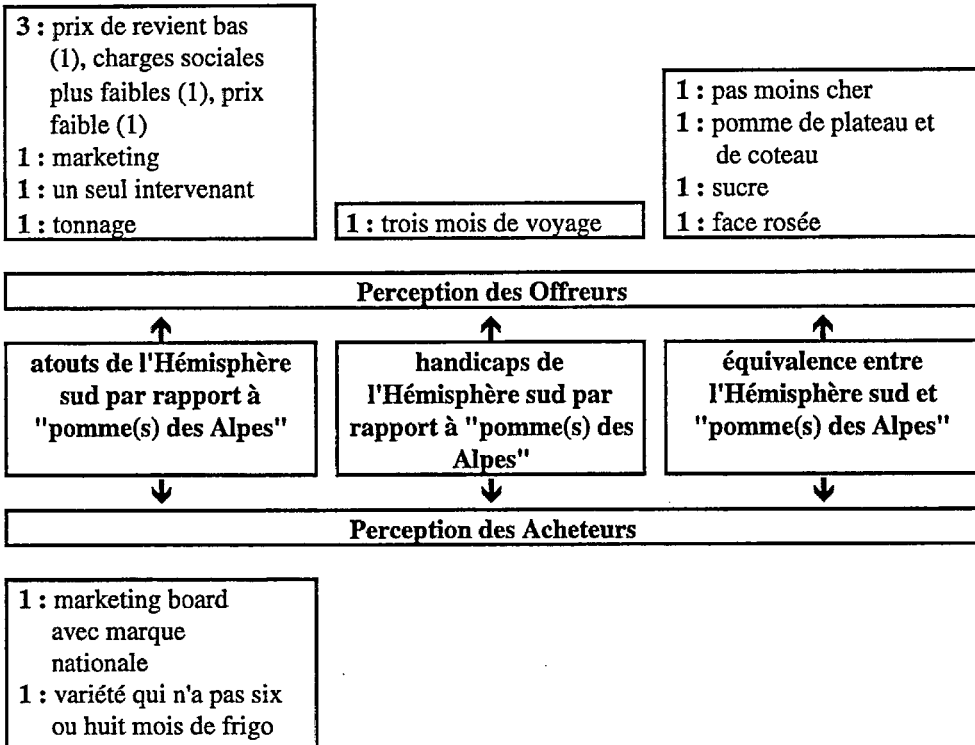 3 : prix de revient bas
(1), charges sociales
plus faibles (1), prix
faible (1)
1 : marketing
1 : un seul intervenant
1 : tonnage
1 : trois mois de voyage
1 : pas moins cher
1 : pomme de plateau et
de coteau
1 : sucre
1 : face rosée
Perception des Offreurs
atouts de l'Hémisphère
sud par rapport à
"pomme(s) des Alpes"
handicaps de
l'Hémisphère sud par
rapport à "pomme(s) des
Alpes"
équivalence entre
l'Hémisphère sud et
"pomme(s) des Alpes"
Perception des Acheteurs
1 : marketing board
avec marque
nationale
1 : variété qui n'a pas six
ou huit mois de frigo